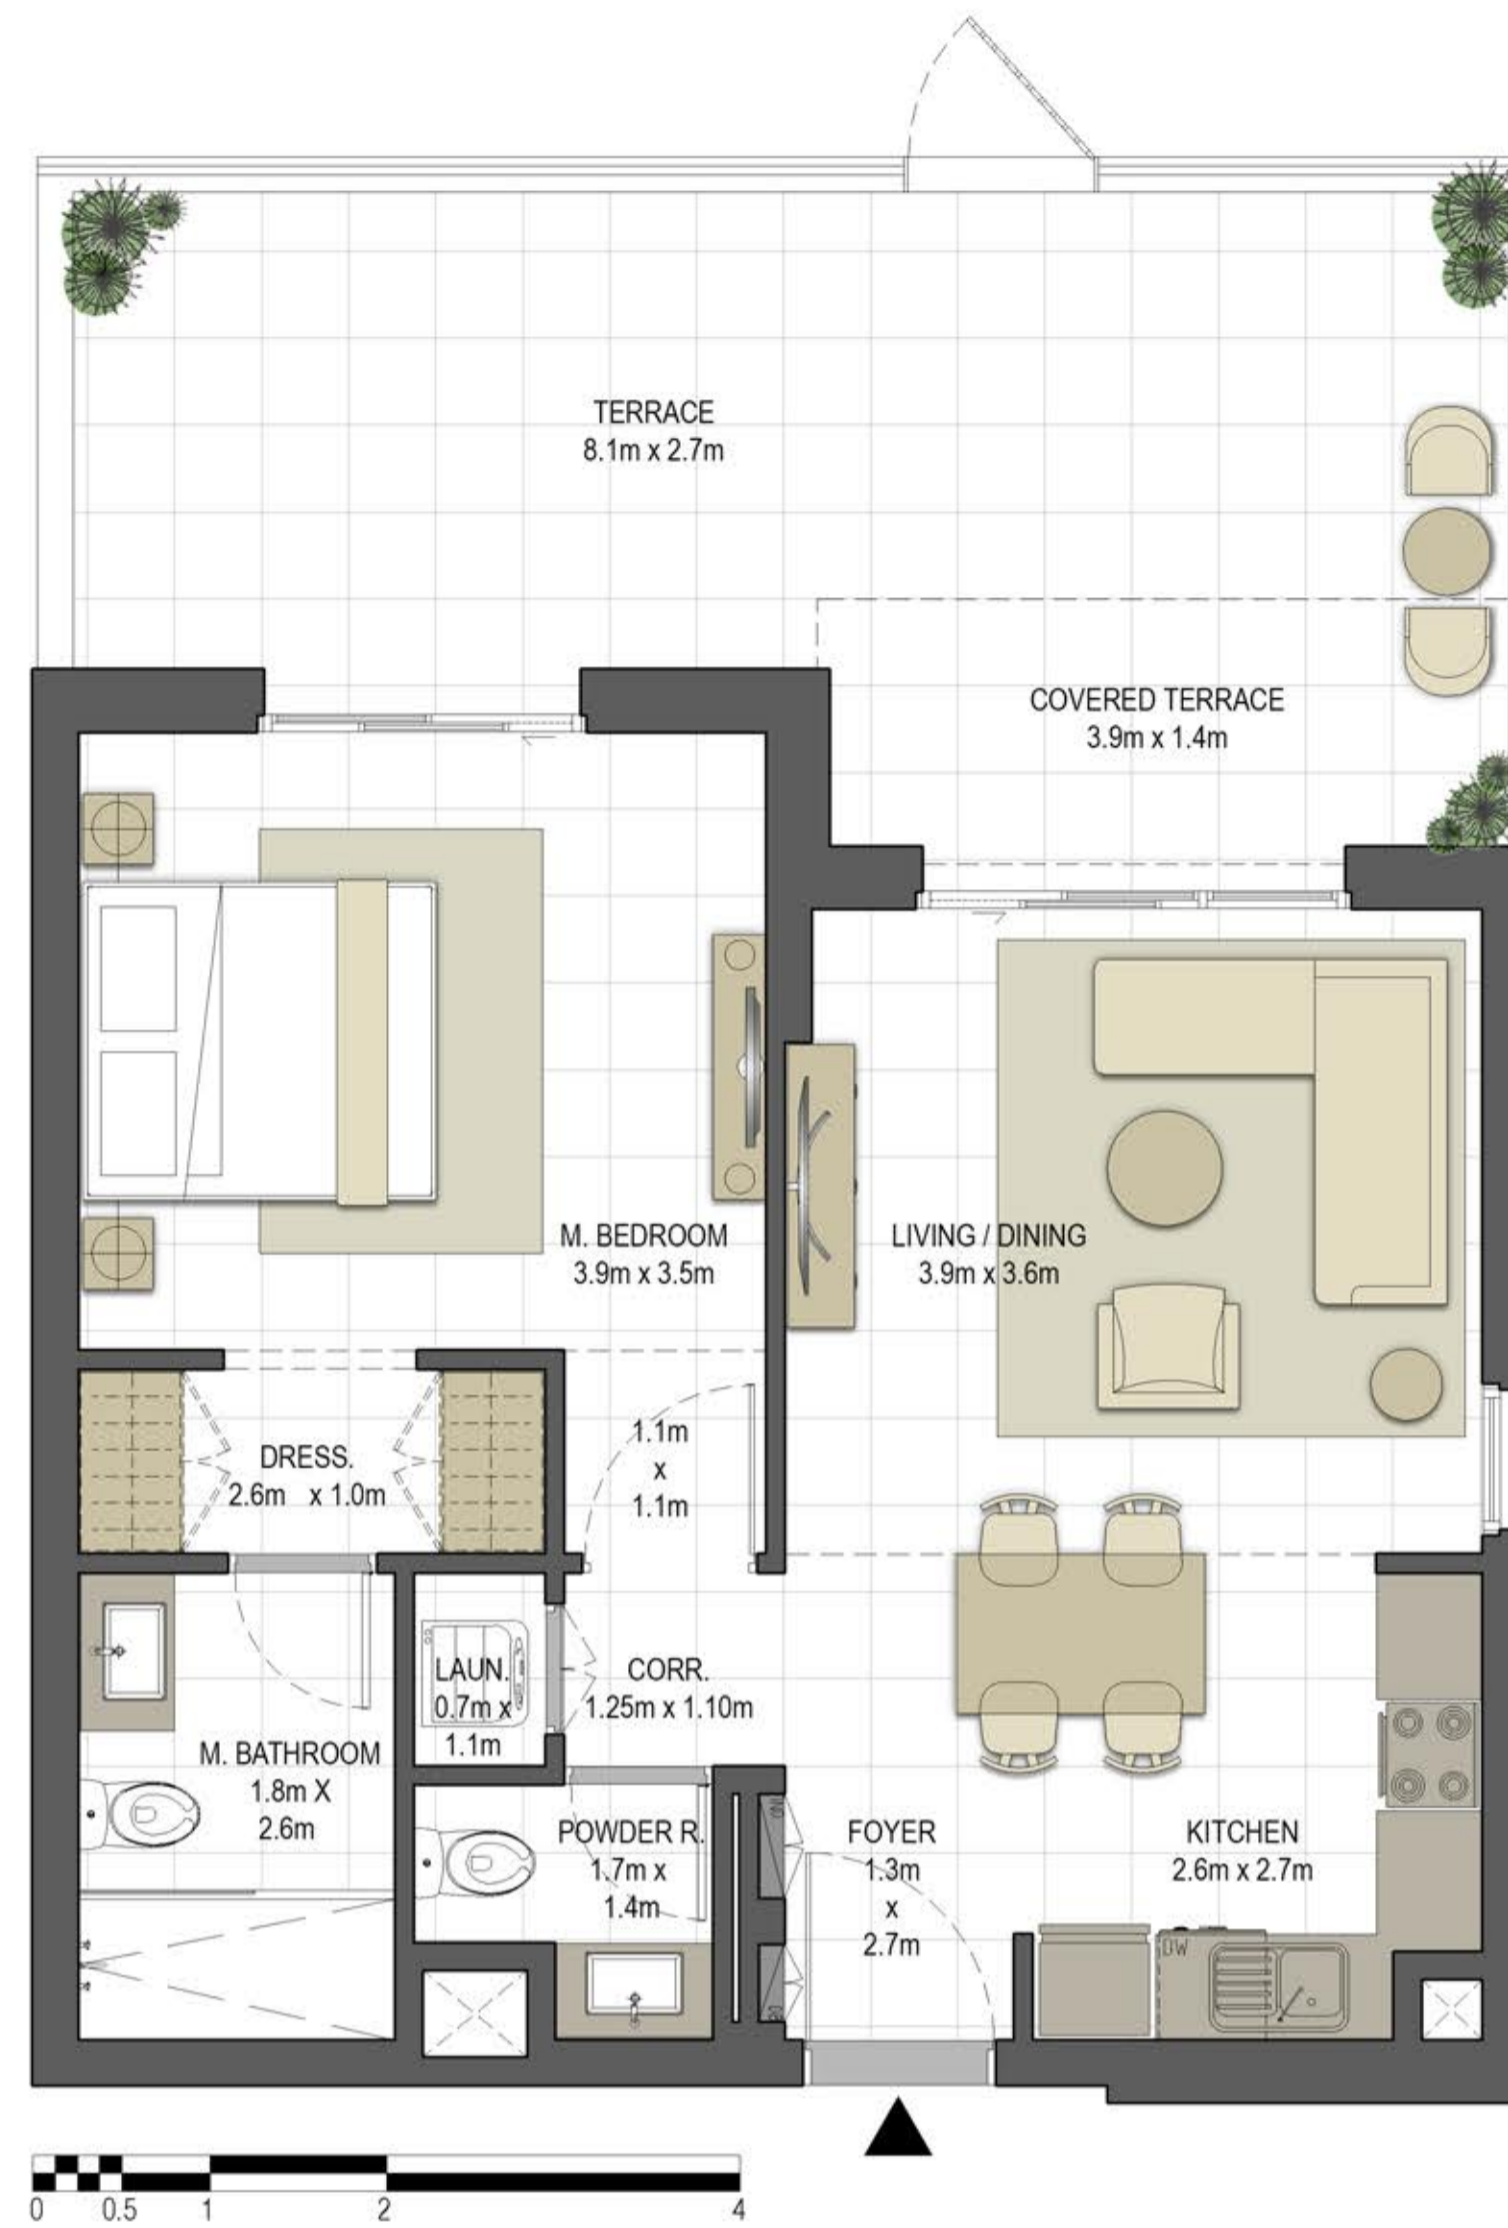 TERRACE
8.1m x 2.7m
COVERED TERRACE
3.9m x 1.4m
M. BEDROOM
3.9m x 3.5m
LIVING / DINING
3.9m x 3.6m
DRESS.
2.6m x 1.0m
1.1m
x
1.1m
LAUN.
0.7m x
1.1m
CORR.
1.25m x 1.10m
M. BATHROOM
1.8m X
2.6m
POWDER R.
1.7m x
1.4m
FOYER
1.3m
x
2.7m
KITCHEN
2.6m x 2.7m
DW
0 0.5 1 2 4